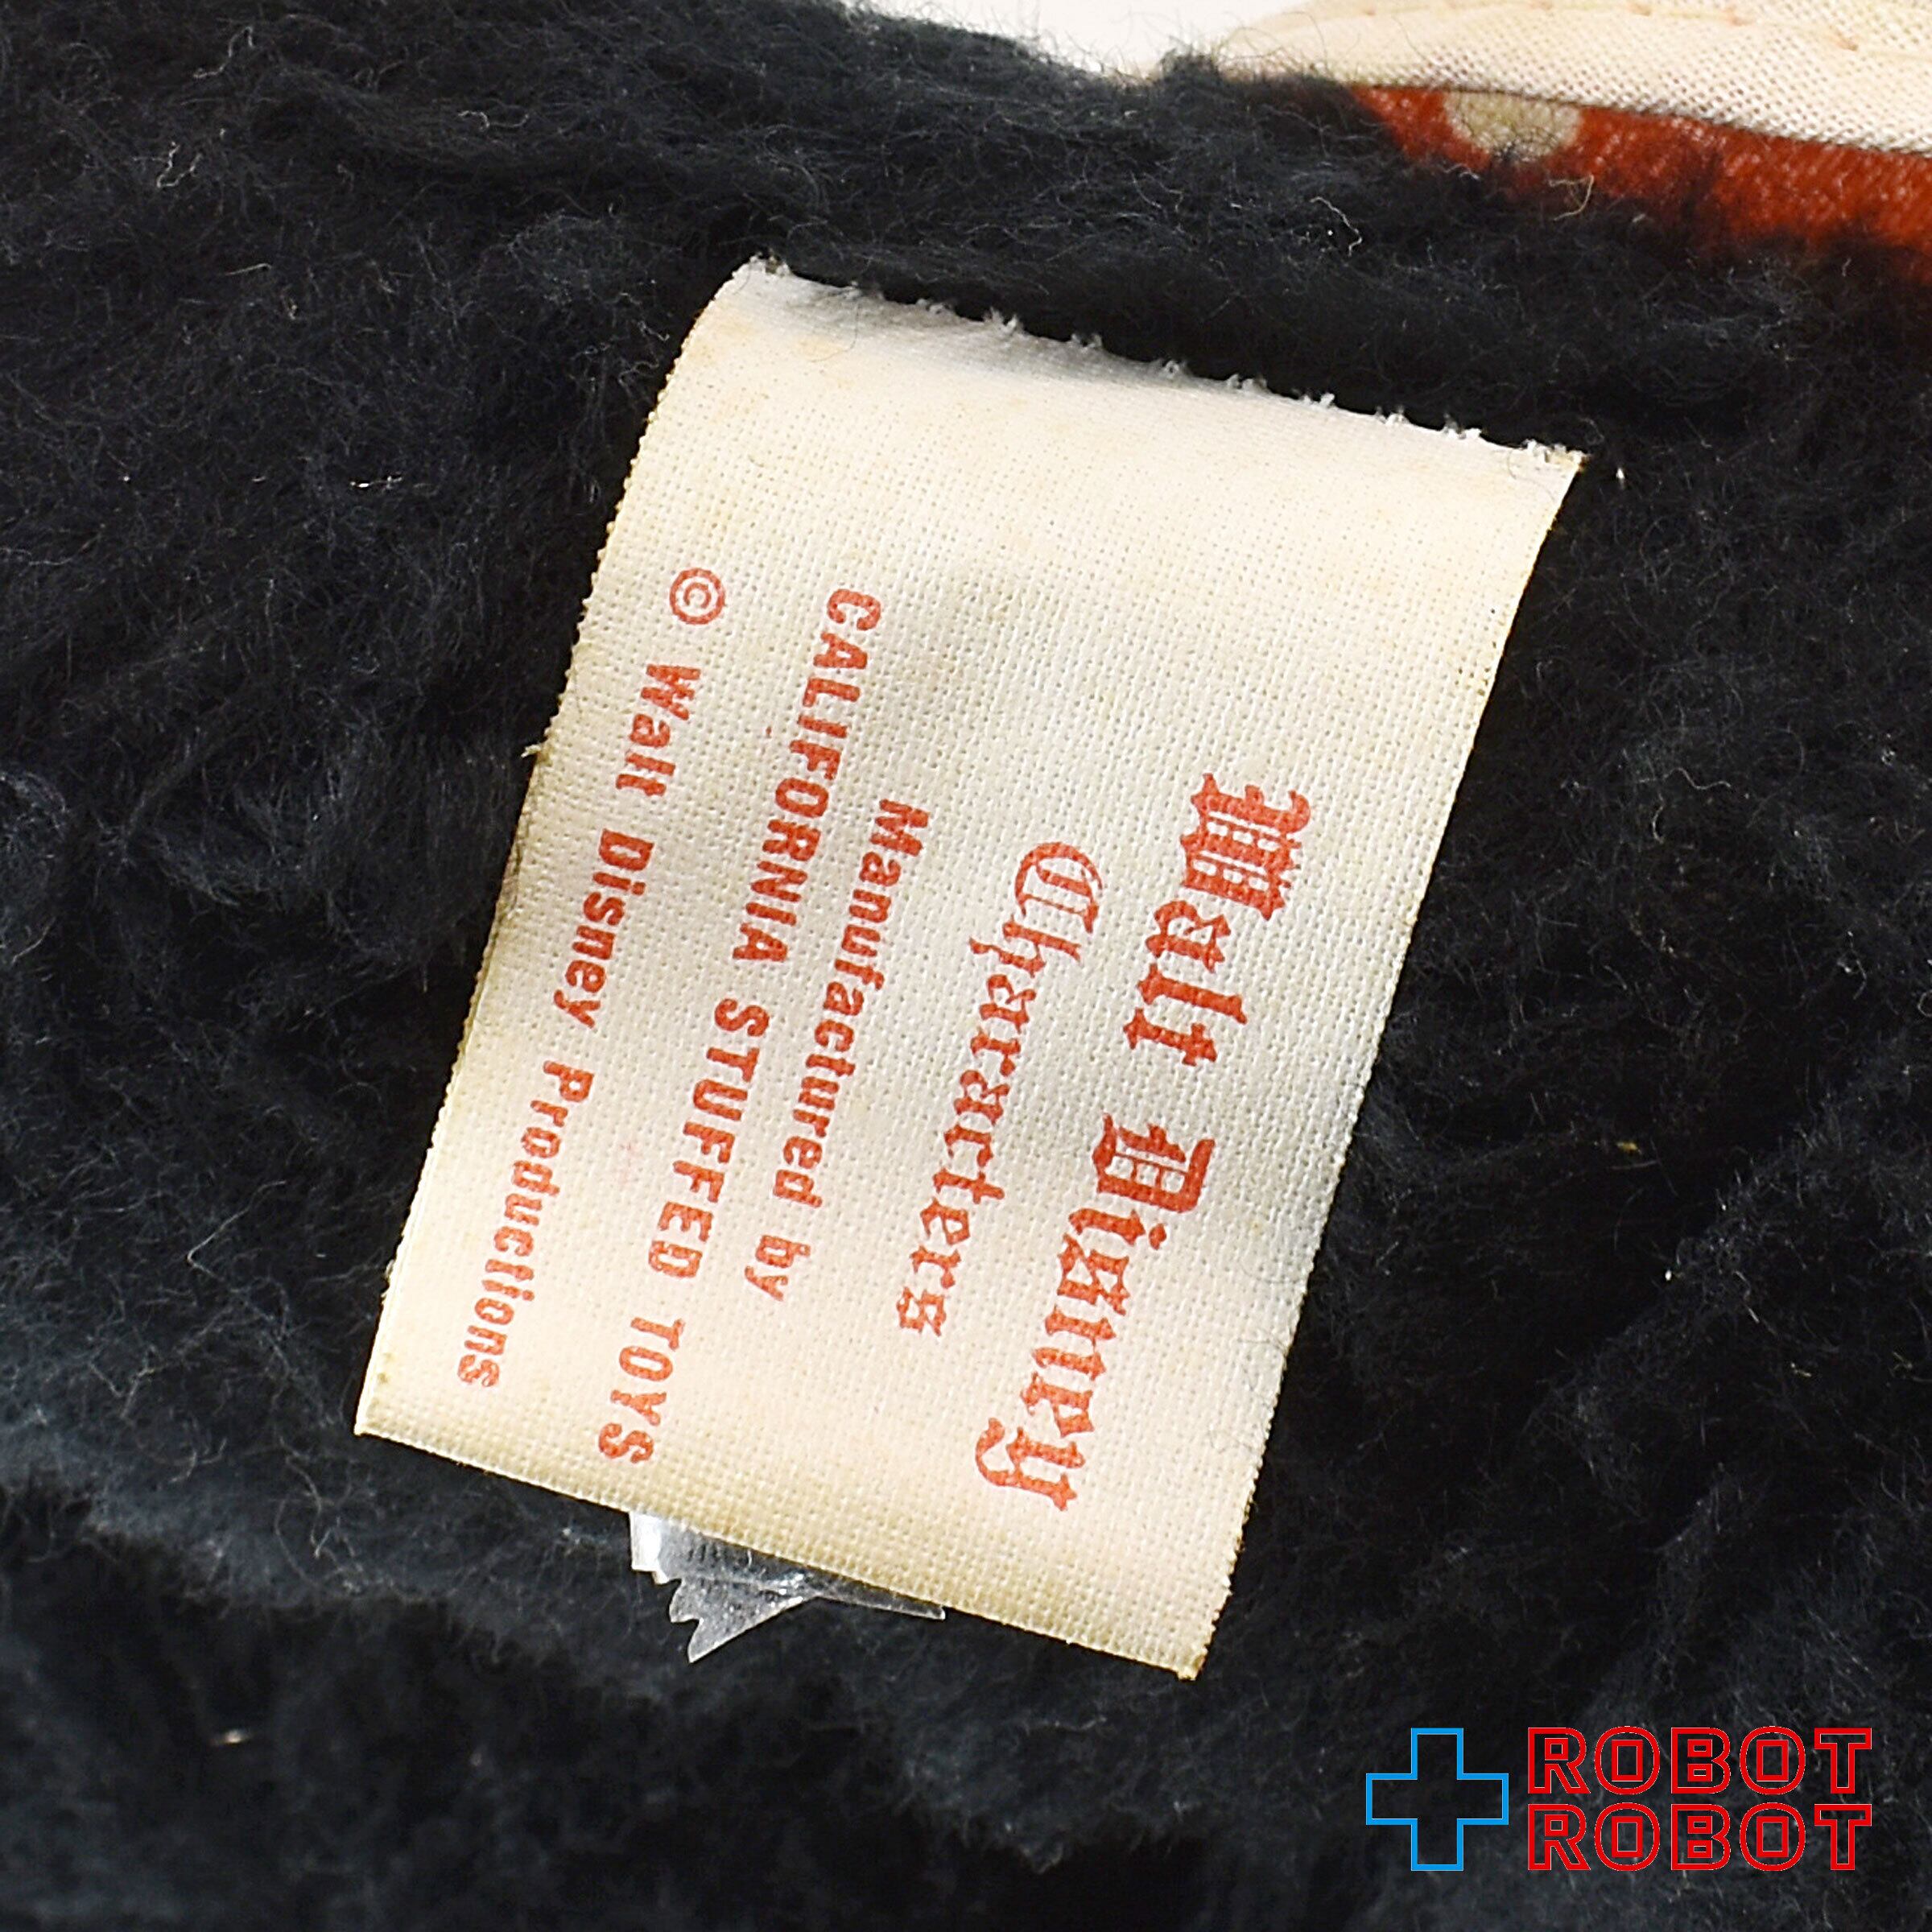 Walt Disney
Characters
Manufactured by
CALIFORNIA STUFFED TOYS
© Walt Disney Productions
ROBOT
ROBOT